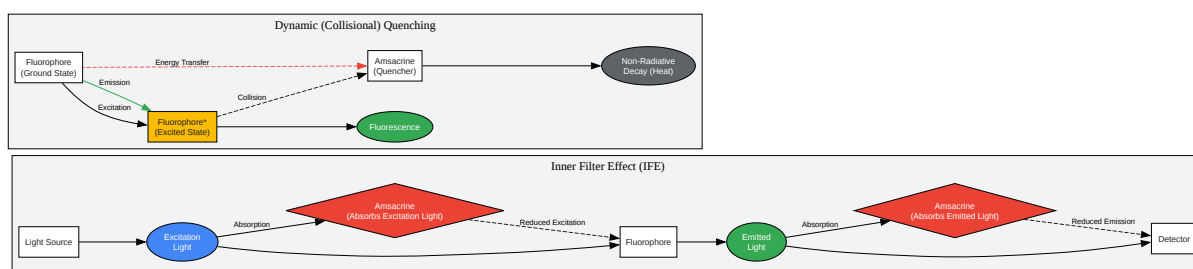 Dynamic (Collisional) Quenching
Fluorophore
(Ground State)
Energy Transfer
Amsacrine
(Quencher)
Non-Radiative
Decay (Heat)
Emission
Excitation
Collision
Fluorophore*
(Excited State)
Fluorescence
Inner Filter Effect (IFE)
Light Source
Excitation
Light
Absorption
Amsacrine
(Absorbs Excitation Light)
Reduced Excitation
Fluorophore
Emitted
Light
Absorption
Amsacrine
(Absorbs Emitted Light)
Reduced Emission
Detector